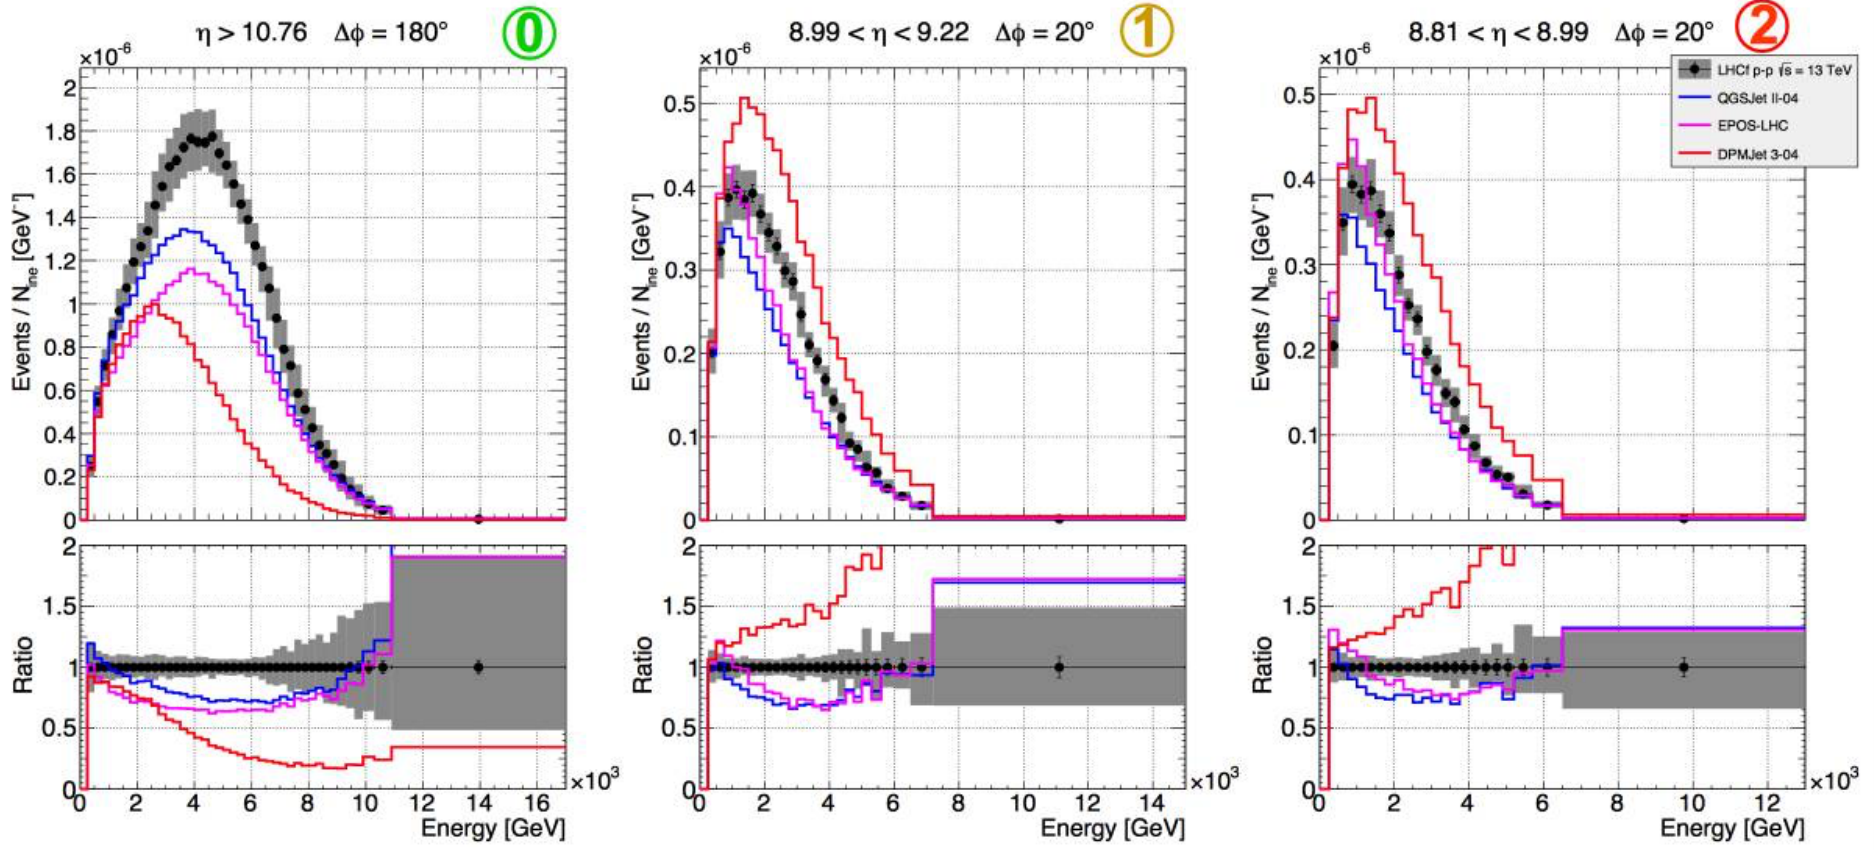 η > 10.76 Δϕ = 180° 0
8.99 < η < 9.22 Δϕ = 20° 1
8.81 < η < 8.99 Δϕ = 20° 2
×10⁻⁶
2
1.8
1.6
1.4
1.2
1
0.8
0.6
0.4
0.2
0
Events / N_ine [GeV⁻¹]
2
1.5
1
0.5
0
Ratio
0 2 4 6 8 10 12 14 16
×10³
Energy [GeV]
×10⁻⁶
0.5
0.4
0.3
0.2
0.1
0
Events / N_ine [GeV⁻¹]
2
1.5
1
0.5
0
Ratio
0 2 4 6 8 10 12 14
×10³
Energy [GeV]
×10⁻⁶
0.5
0.4
0.3
0.2
0.1
0
Events / N_ine [GeV⁻¹]
LHCf p-p √s = 13 TeV
QGSJet II-04
EPOS-LHC
DPMJet 3-04
2
1.5
1
0.5
0
Ratio
0 2 4 6 8 10 12
×10³
Energy [GeV]